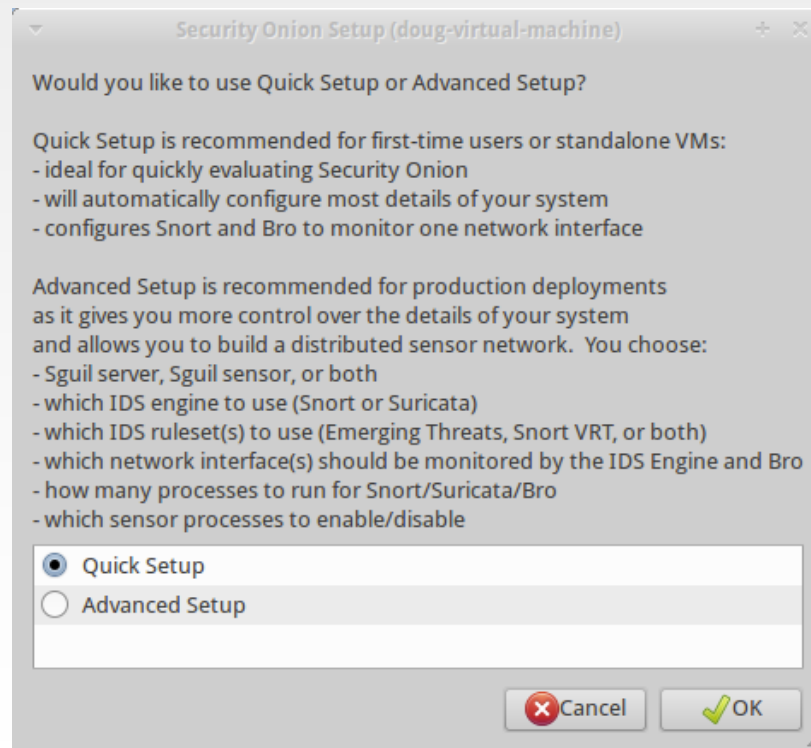 Security Onion Setup (doug-virtual-machine)
Would you like to use Quick Setup or Advanced Setup?
Quick Setup is recommended for first-time users or standalone VMs:
- ideal for quickly evaluating Security Onion
- will automatically configure most details of your system
- configures Snort and Bro to monitor one network interface
Advanced Setup is recommended for production deployments
as it gives you more control over the details of your system
and allows you to build a distributed sensor network.  You choose:
- Sguil server, Sguil sensor, or both
- which IDS engine to use (Snort or Suricata)
- which IDS ruleset(s) to use (Emerging Threats, Snort VRT, or both)
- which network interface(s) should be monitored by the IDS Engine and Bro
- how many processes to run for Snort/Suricata/Bro
- which sensor processes to enable/disable
Quick Setup
Advanced Setup
Cancel
OK